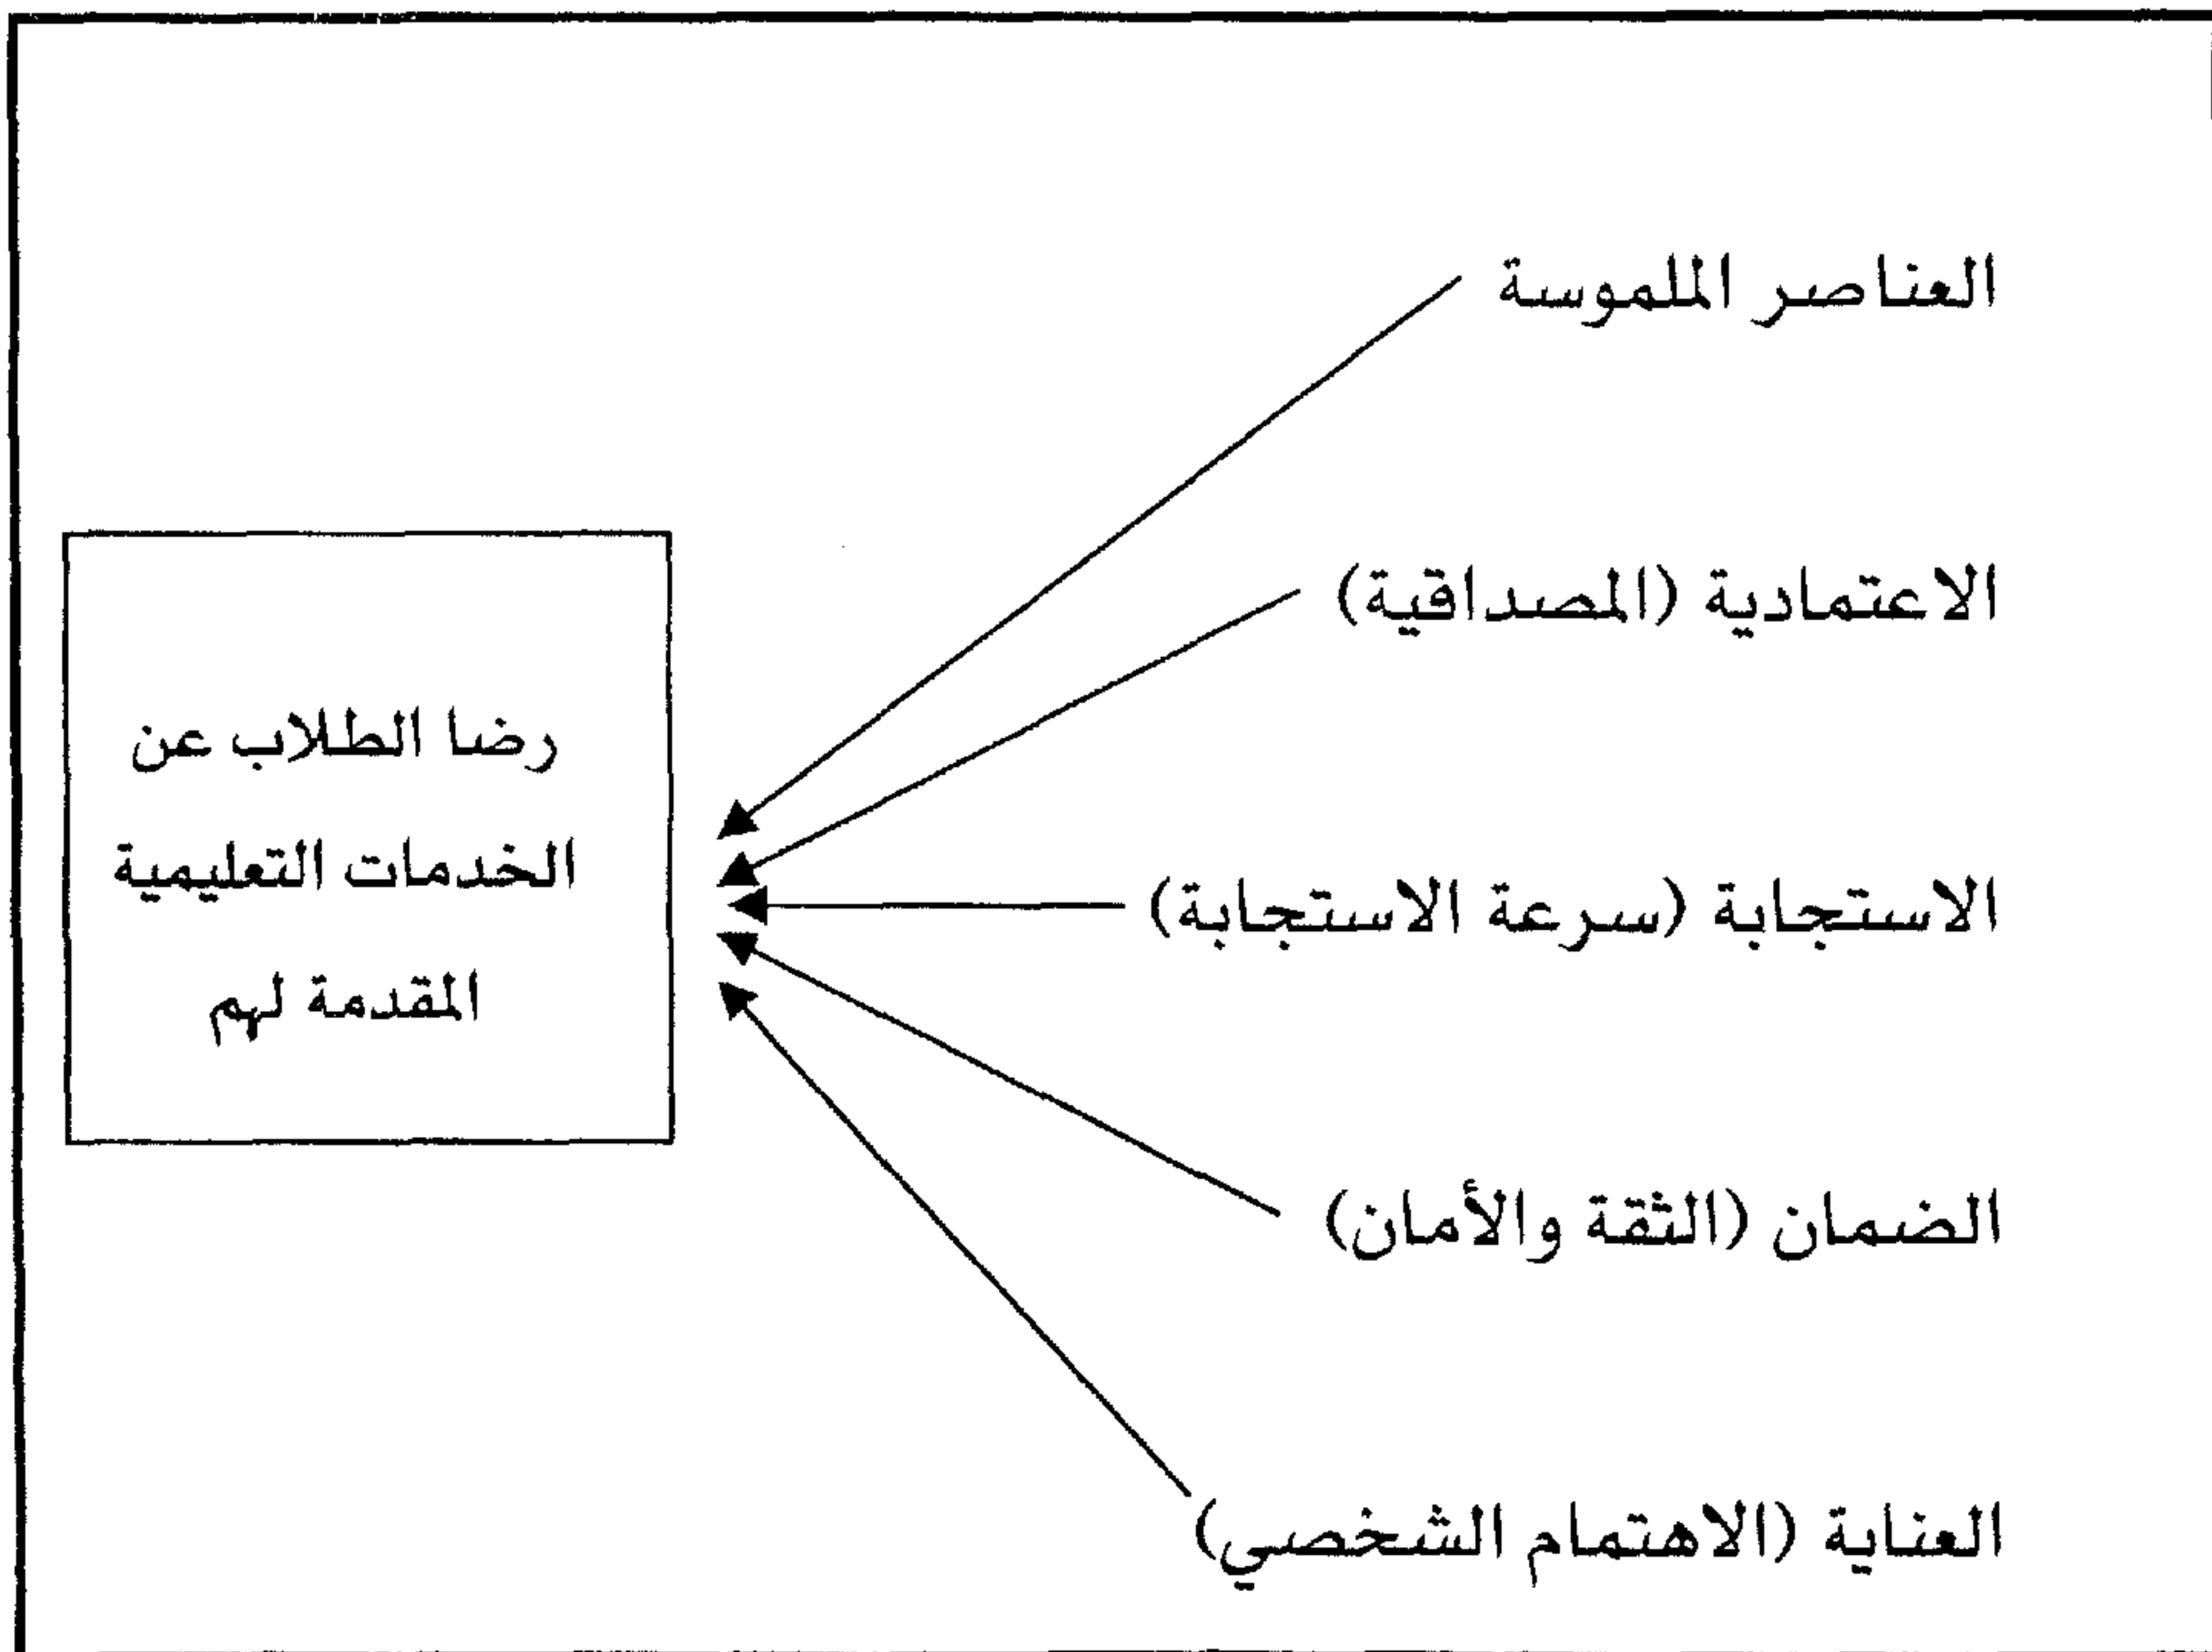 العناصر الملموسة
الاعتمادية (المصداقية)
الاستجابة (سرعة الاستجابة)
الضمان (الثقة والأمان)
العناية (الاهتمام الشخصي)
رضا الطلاب عن
الخدمات التعليمية
المقدمة لهم